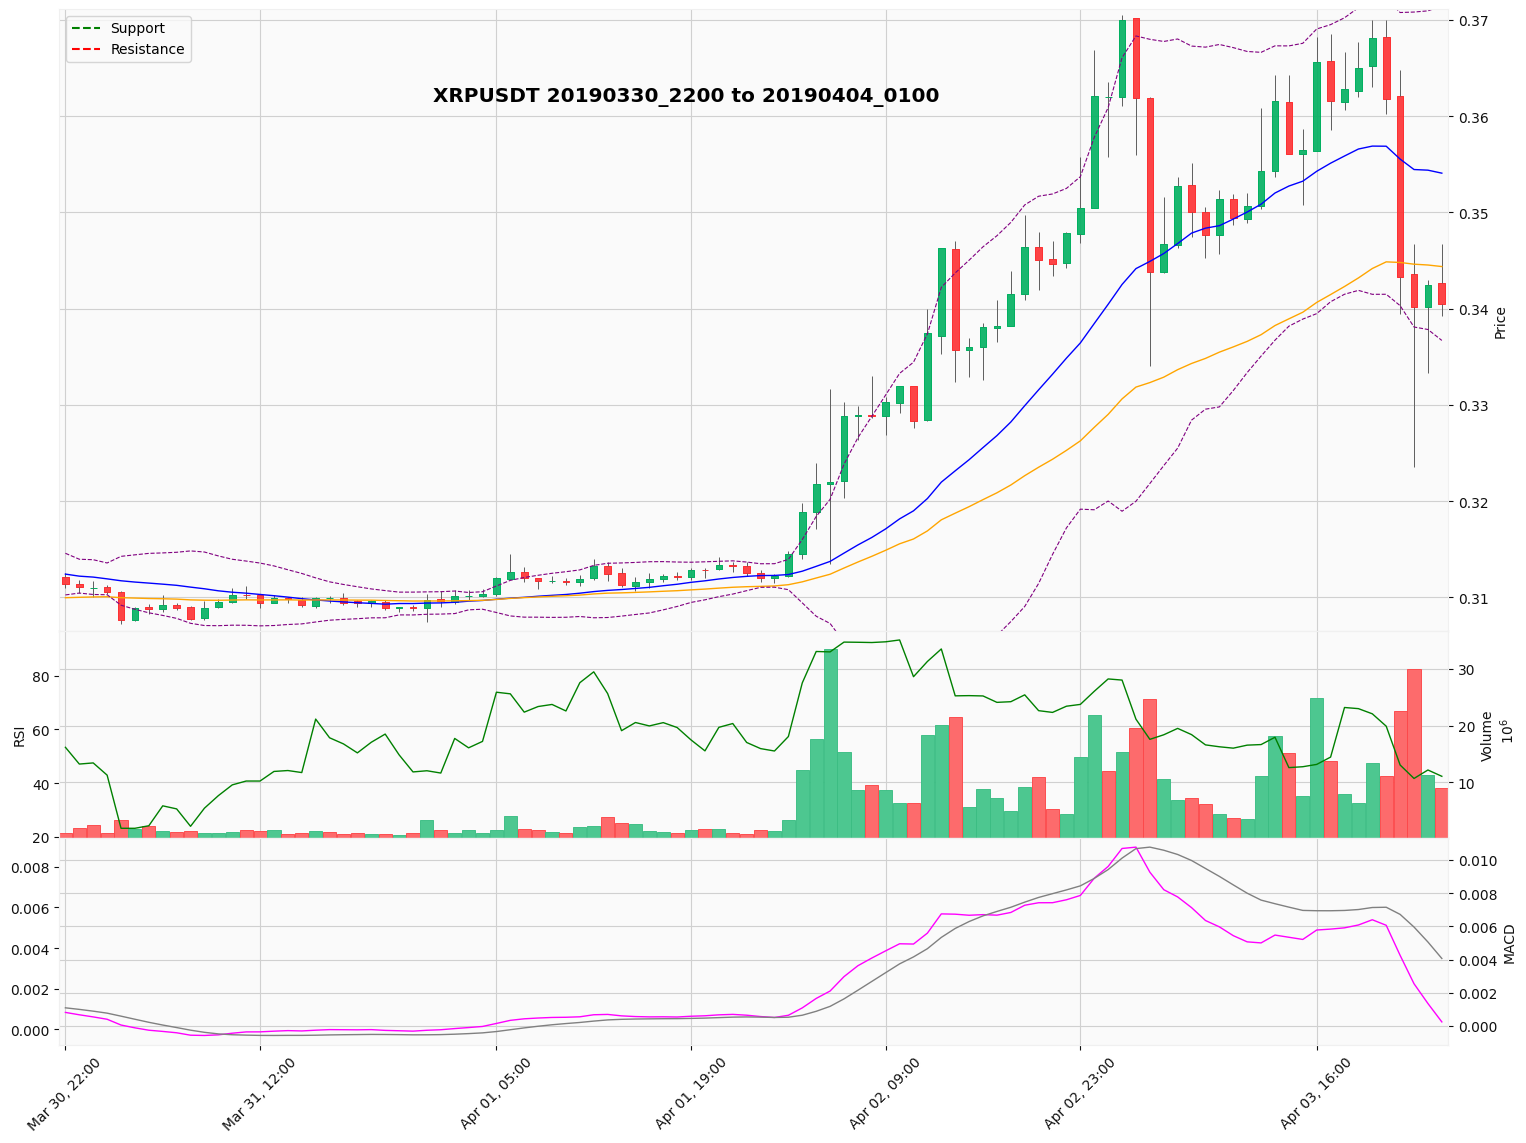 Support
Resistance
XRPUSDT 20190330_2200 to 20190404_0100
0.37
0.36
0.35
0.34
0.33
0.32
0.31
Price
80
60
40
20
RSI
30
20
10
Volume
10^6
0.008
0.006
0.004
0.002
0.000
0.010
0.008
0.006
0.004
0.002
0.000
MACD
Mar 30, 22:00
Mar 31, 12:00
Apr 01, 05:00
Apr 01, 19:00
Apr 02, 09:00
Apr 02, 23:00
Apr 03, 16:00